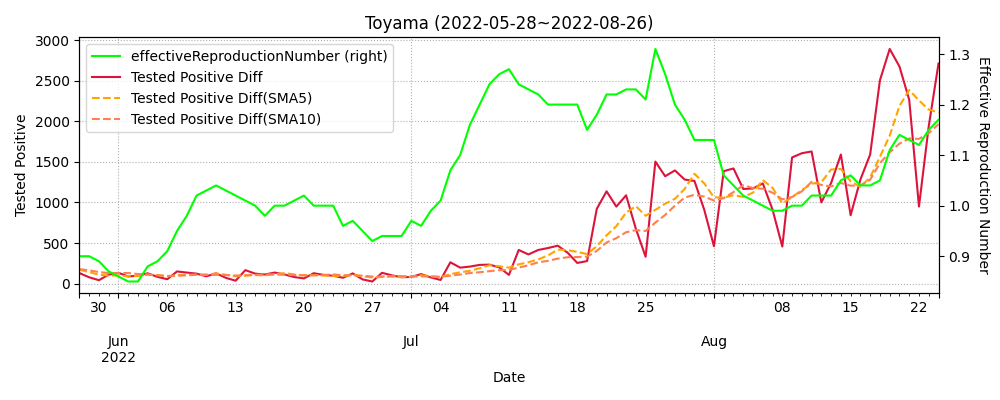 Toyama (2022-05-28~2022-08-26)
effectiveReproductionNumber (right)
Tested Positive Diff
Tested Positive Diff(SMA5)
Tested Positive Diff(SMA10)
Tested Positive
3000
2500
2000
1500
1000
500
0
Effective Reproduction Number
1.3
1.2
1.1
1.0
0.9
30 06 13 20 27 04 11 18 25 08 15 22
Jun Jul Aug
2022
Date